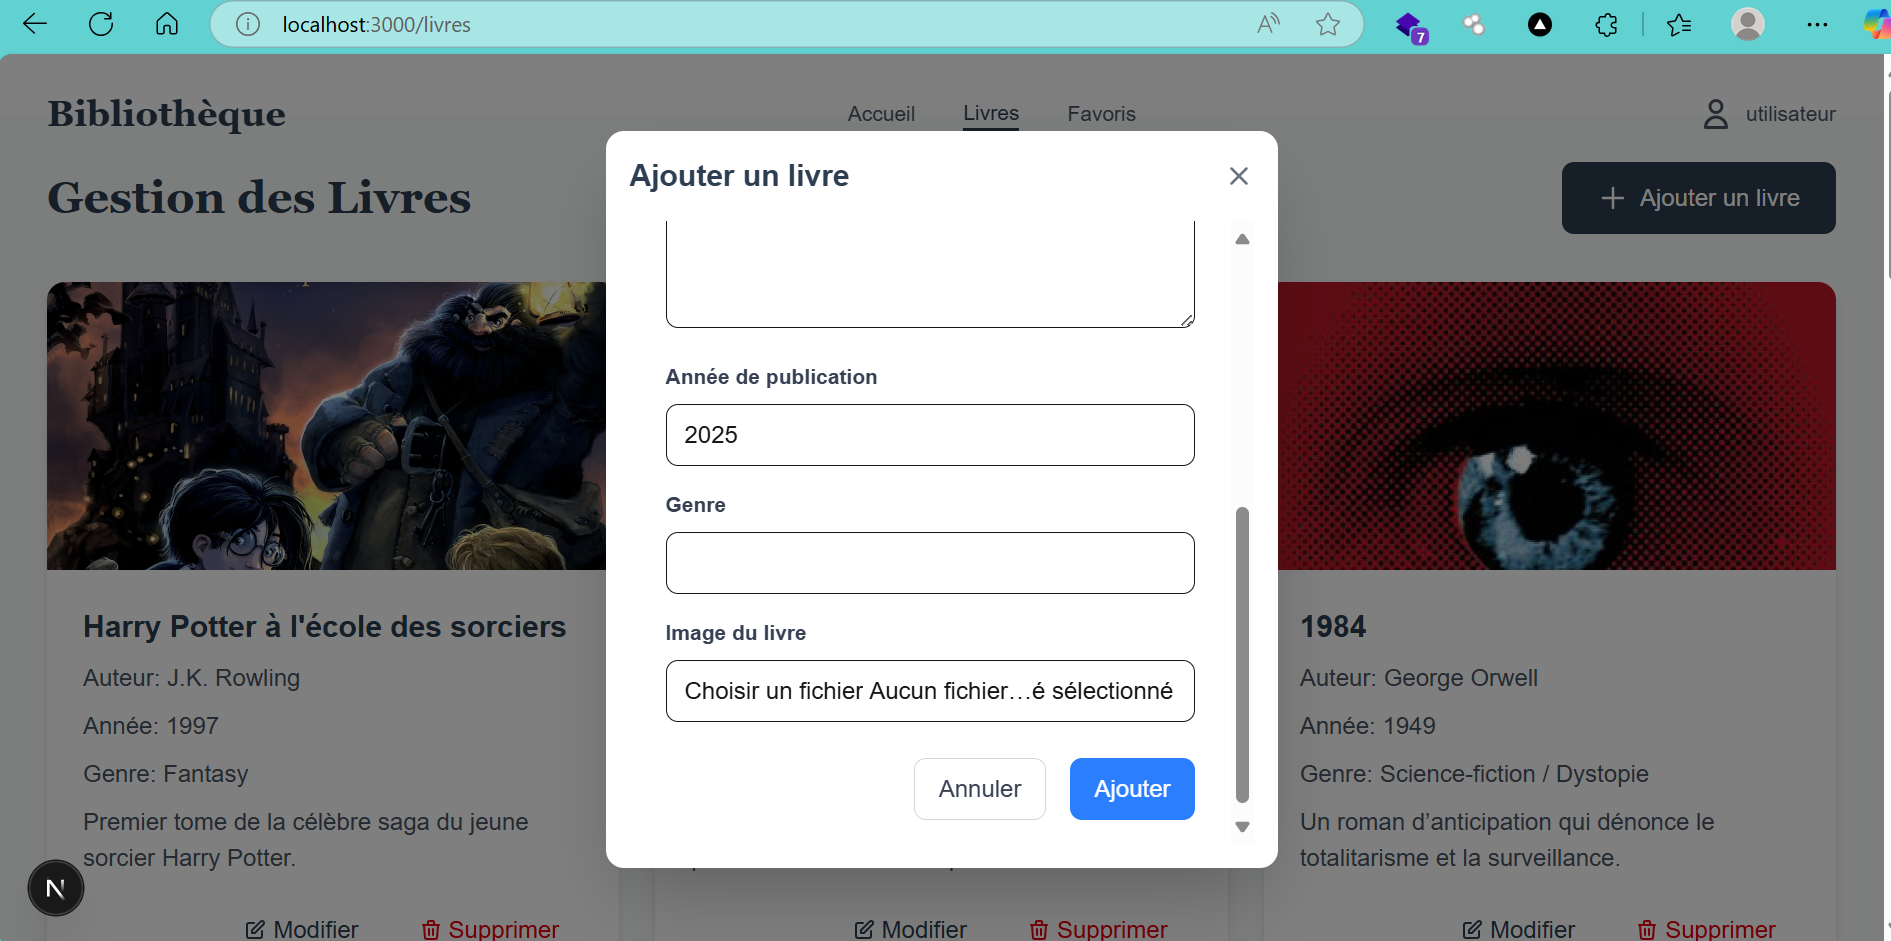 localhost:3000/livres
7
Bibliothèque
Accueil
Livres
Favoris
utilisateur
Gestion des Livres
Ajouter un livre
Ajouter un livre
Année de publication
2025
Genre
Image du livre
Choisir un fichier Aucun fichier…é sélectionné
Annuler
Ajouter
Harry Potter à l'école des sorciers
Auteur: J.K. Rowling
Année: 1997
Genre: Fantasy
Premier tome de la célèbre saga du jeune
sorcier Harry Potter.
Modifier
Supprimer
Modifier
Supprimer
1984
Auteur: George Orwell
Année: 1949
Genre: Science-fiction / Dystopie
Un roman d’anticipation qui dénonce le
totalitarisme et la surveillance.
Modifier
Supprimer
N